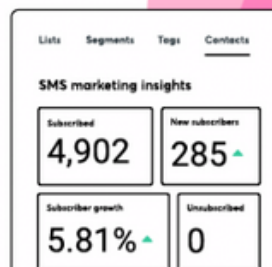 Lists Segments Tags Contacts
SMS marketing insights
Subscribed New subscribers
4,902 285
Subscriber growth Unsubscribed
5.81% 0